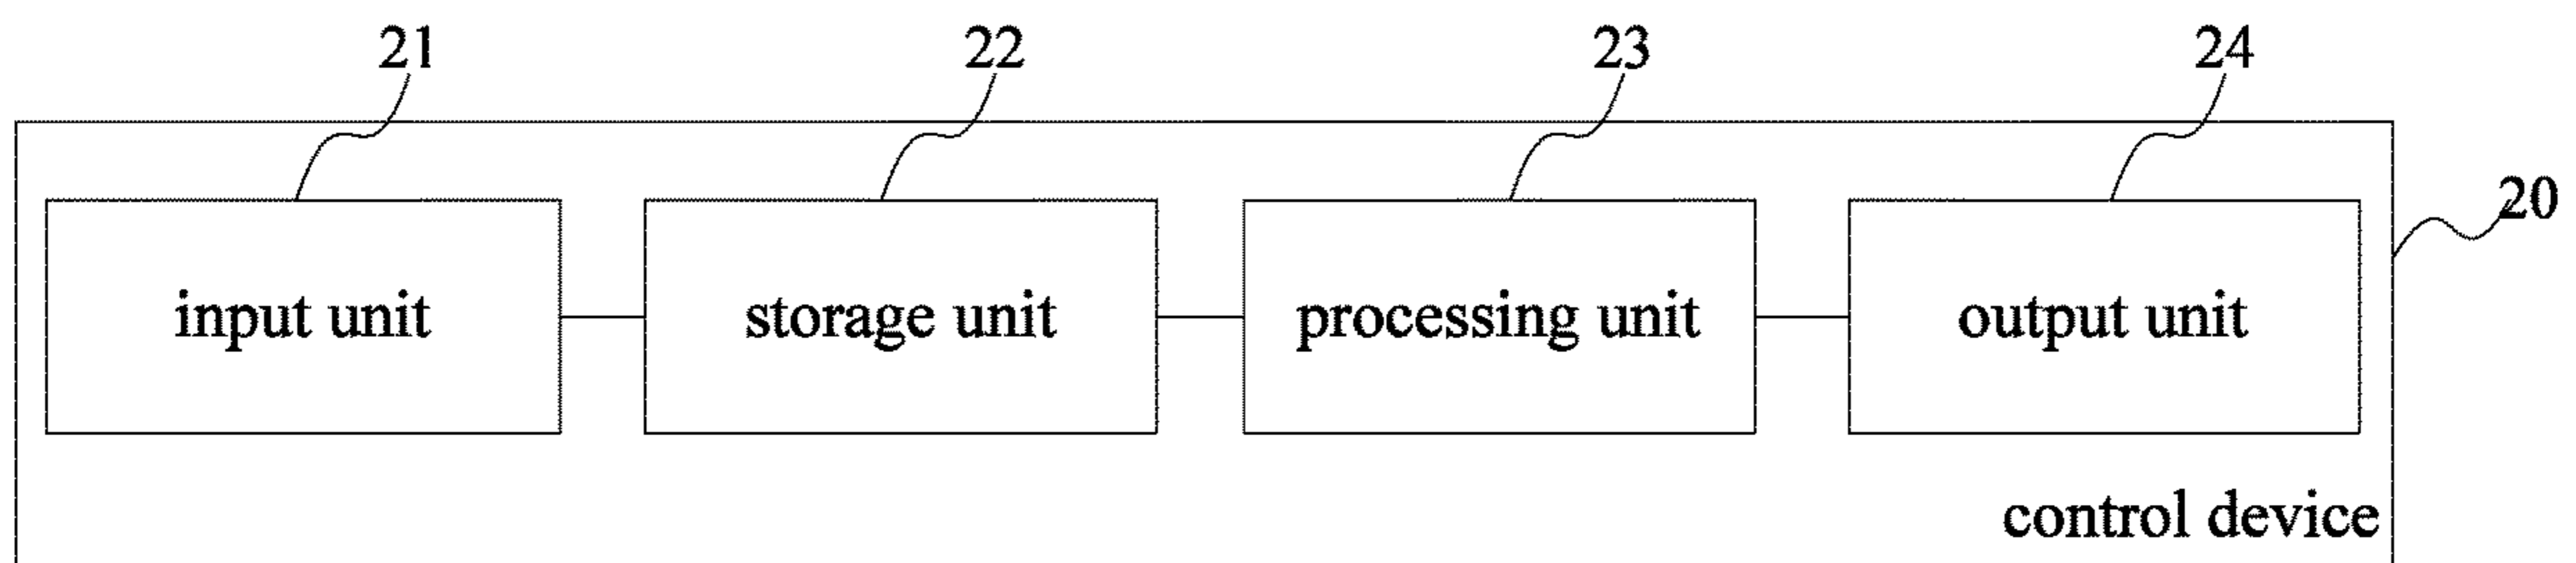 21 22 23 24
20
input unit storage unit processing unit output unit
control device